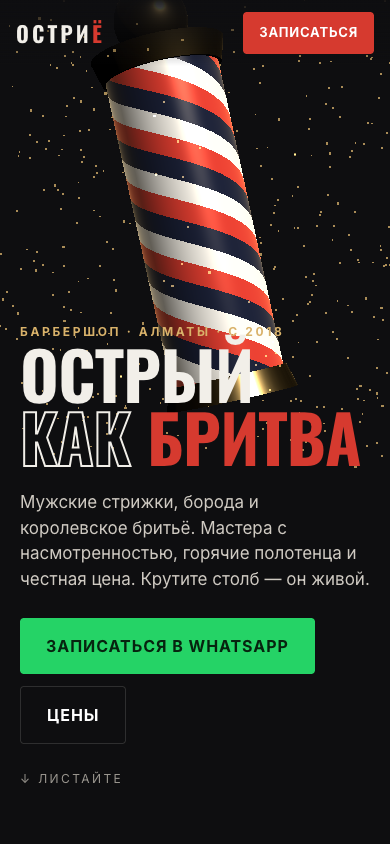 ОСТРИЁ
ЗАПИСАТЬСЯ
БАРБЕРШОП · АЛМАТЫ · С 2018
ОСТРЫЙ
КАК БРИТВА
Мужские стрижки, борода и
королевское бритьё. Мастера с
насмотренностью, горячие полотенца и
честная цена. Крутите столб — он живой.
ЗАПИСАТЬСЯ В WHATSAPP
ЦЕНЫ
↓ ЛИСТАЙТЕ